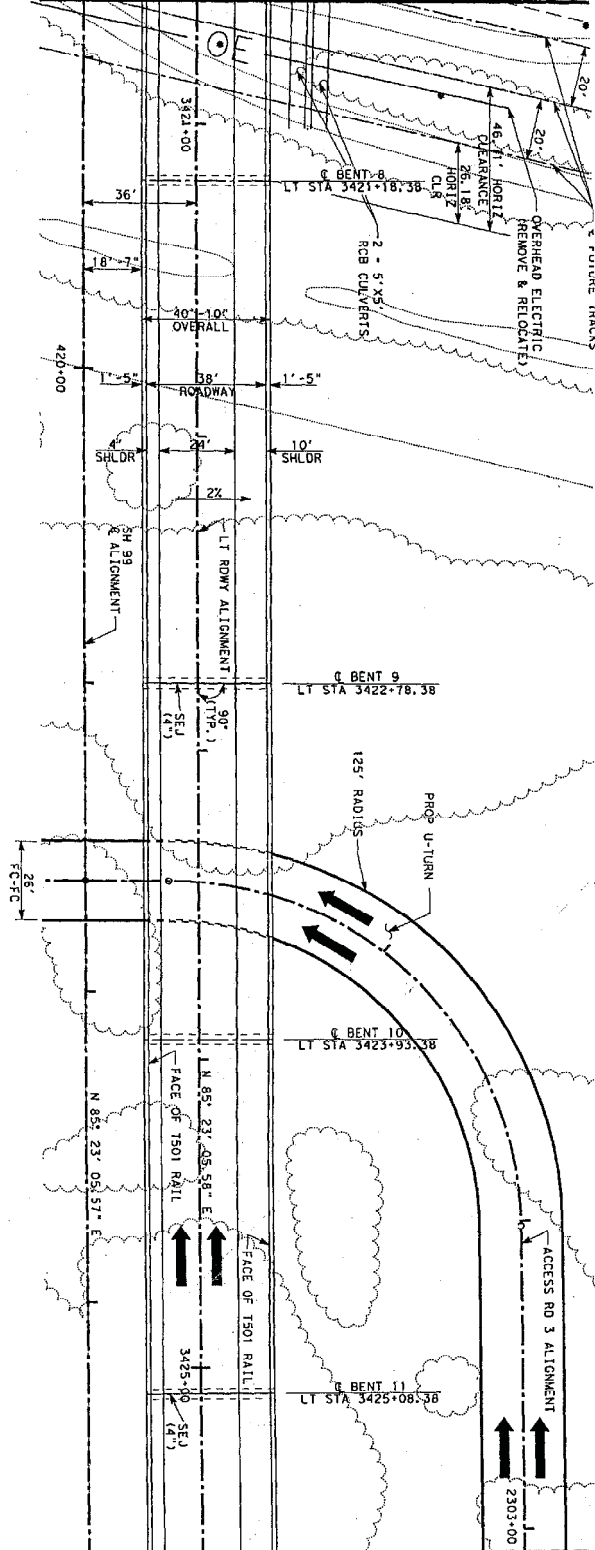 20'
20'
46.71' HORIZ
CLEARANCE
26.18'
HORIZ
CLR
℄ FUTURE TRACKS
OVERHEAD ELECTRIC
(REMOVE & RELOCATE)
E
3421+00
℄ BENT 8
LT STA 3421+18.38
2 - 5'X5'
RCB CULVERTS
36'
18'-7"
40'-10"
OVERALL
420+00
1'-5"
38'
ROADWAY
1'-5"
4'
SHLDR
24'
10'
SHLDR
2%
SH 99
℄ ALIGNMENT
LT RDWY ALIGNMENT
℄ BENT 9
LT STA 3422+78.38
90°
(TYP.)
SEJ
(4")
125' RADIUS
PROP U-TURN
26'
FC-FC
℄ BENT 10
LT STA 3423+93.38
FACE OF T501 RAIL
N 85° 23' 05.58" E
N 85° 23' 05.57" E
FACE OF T501 RAIL
ACCESS RD 3 ALIGNMENT
3425+00
℄ BENT 11
LT STA 3425+08.38
SEJ
(4")
2303+00